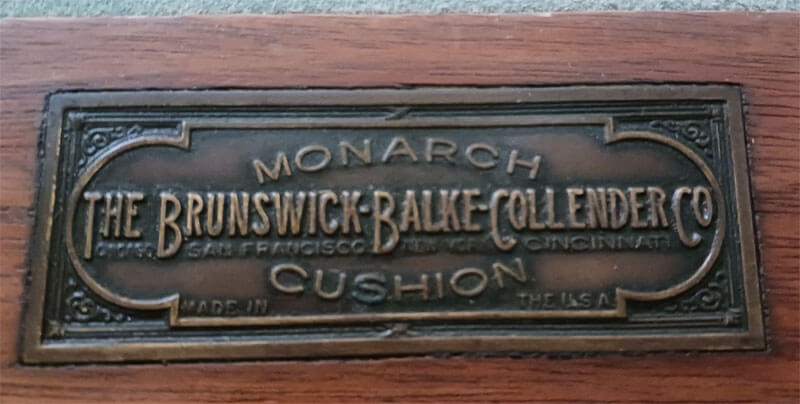 MONARCH
THE BRUNSWICK-BALKE-COLLENDER CO
CHICAGO SAN FRANCISCO NEW YORK CINCINNATI
CUSHION
MADE IN THE U.S.A.